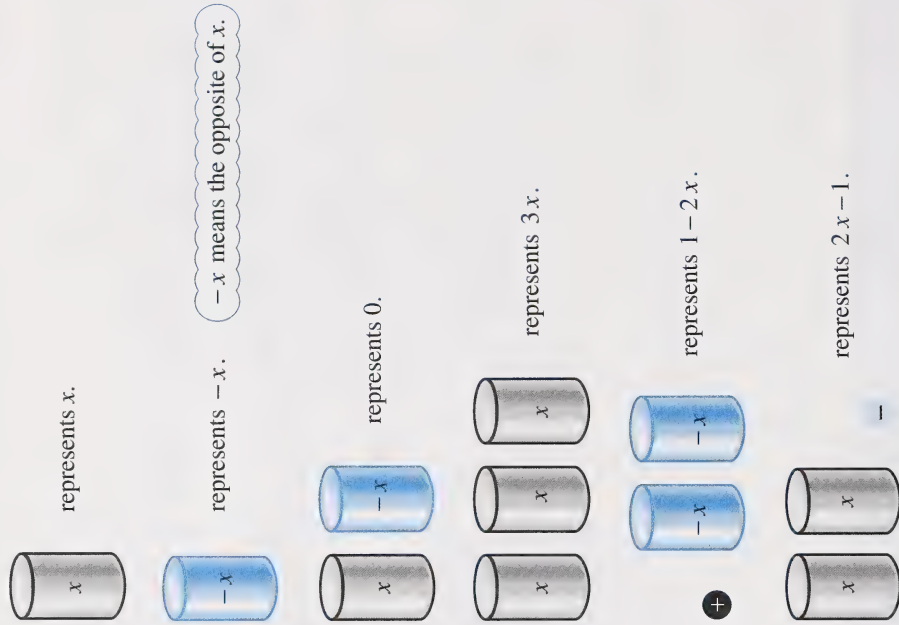 x represents x.
−x represents −x. −x means the opposite of x.
x −x represents 0.
x x x represents 3x.
+ −x −x represents 1 − 2x.
x x − represents 2x − 1.